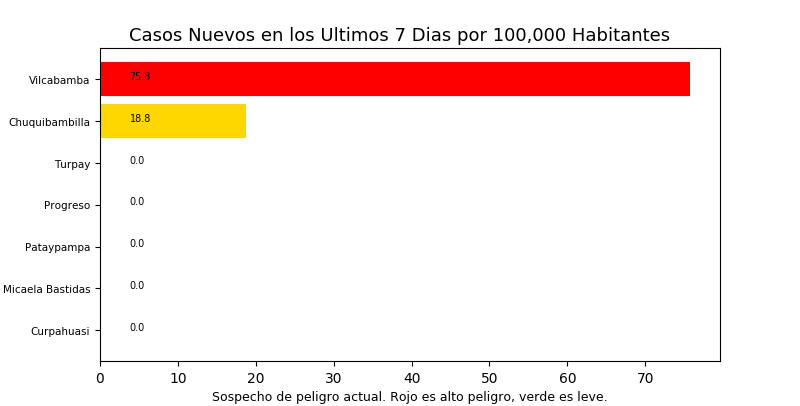 Casos Nuevos en los Ultimos 7 Dias por 100,000 Habitantes
Vilcabamba 75.8
Chuquibambilla 18.8
Turpay 0.0
Progreso 0.0
Pataypampa 0.0
Micaela Bastidas 0.0
Curpahuasi 0.0
0 10 20 30 40 50 60 70
Sospecho de peligro actual. Rojo es alto peligro, verde es leve.